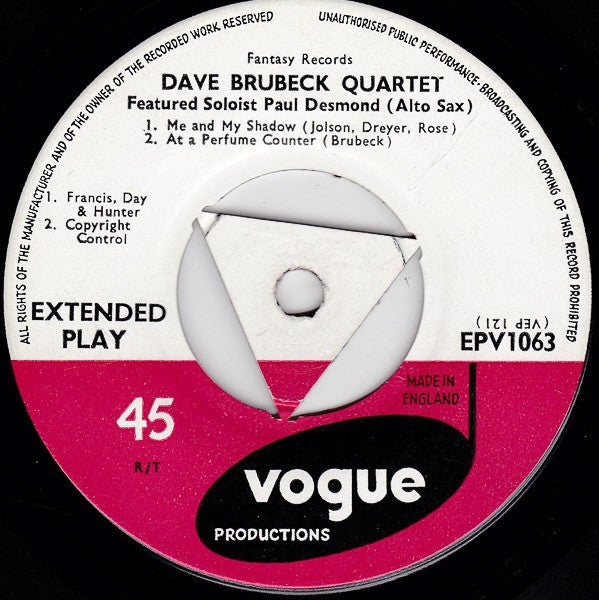 ALL RIGHTS OF THE MANUFACTURER AND OF THE OWNER OF THE RECORDED WORK RESERVED
UNAUTHORISED PUBLIC PERFORMANCE·BROADCASTING AND COPYING OF THIS RECORD PROHIBITED
Fantasy Records
DAVE BRUBECK QUARTET
Featured Soloist Paul Desmond (Alto Sax)
1. Me and My Shadow (Jolson, Dreyer, Rose)
2. At a Perfume Counter (Brubeck)
1. Francis, Day
& Hunter
2. Copyright
Control
EXTENDED
PLAY
(VEP 121)
EPV1063
MADE IN
ENGLAND
45
R/T
vogue
PRODUCTIONS